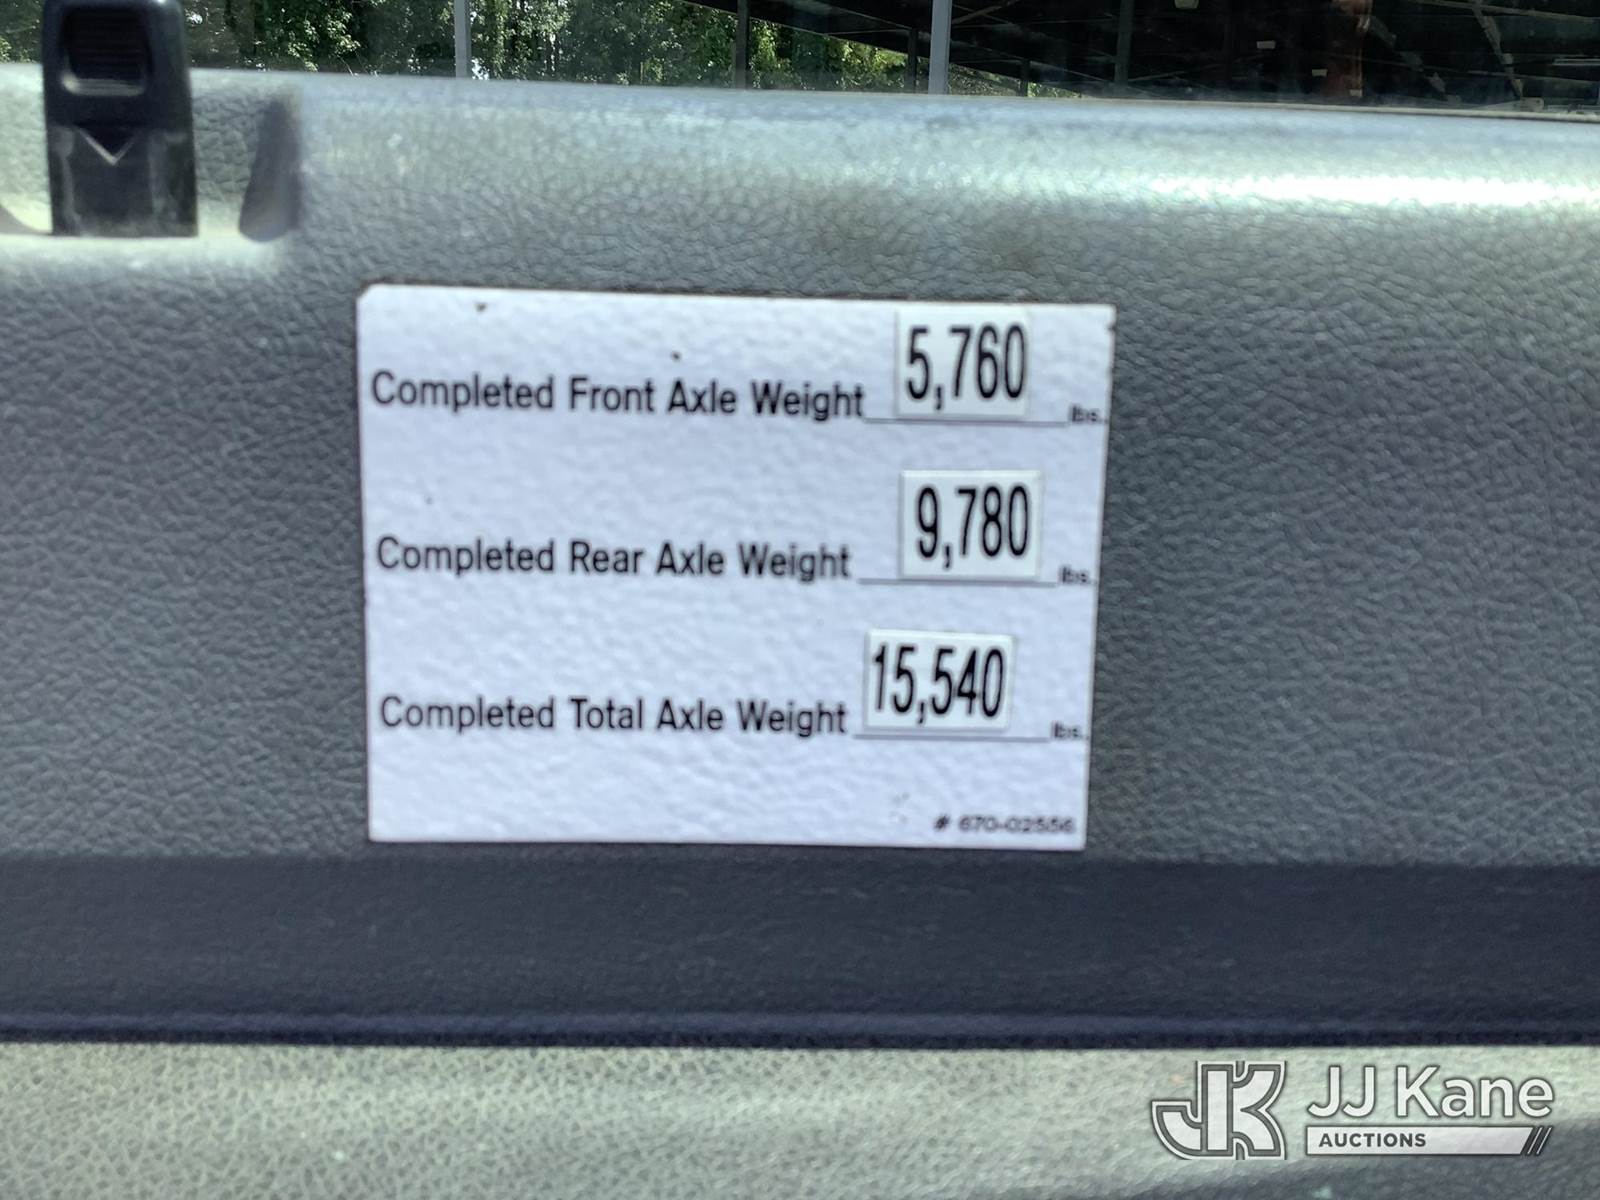 Completed Front Axle Weight 5,760 lbs.
Completed Rear Axle Weight 9,780 lbs.
Completed Total Axle Weight 15,540 lbs.
# 670-02556
JK JJ Kane
AUCTIONS